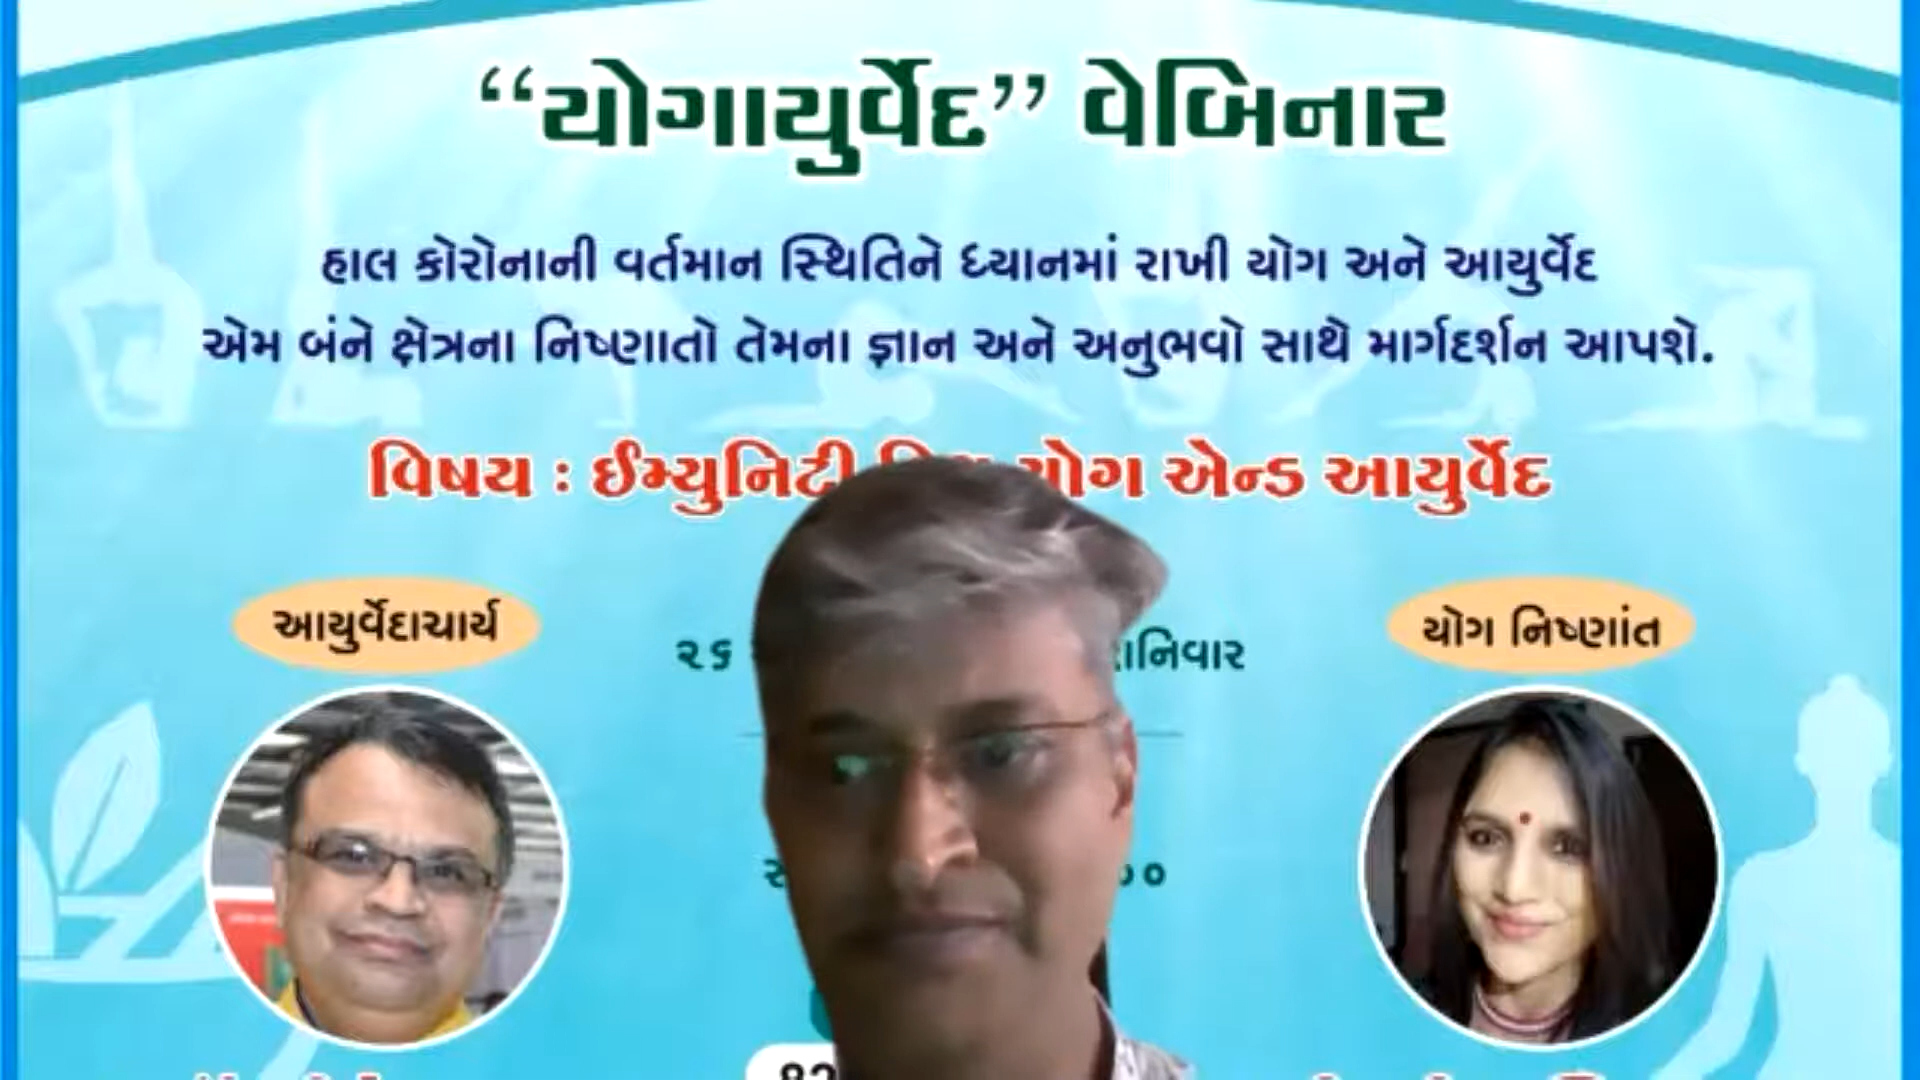 “યોગાયુર્વેદ” વેબિનાર
હાલ કોરોનાની વર્તમાન સ્થિતિને ધ્યાનમાં રાખી યોગ અને આયુર્વેદ
એમ બંને ક્ષેત્રના નિષ્ણાતો તેમના જ્ઞાન અને અનુભવો સાથે માર્ગદર્શન આપશે.
વિષય : ઈમ્યુનિટી યોગ એન્ડ આયુર્વેદ
આયુર્વેદાચાર્ય
યોગ નિષ્ણાંત
૨૬ શનિવાર